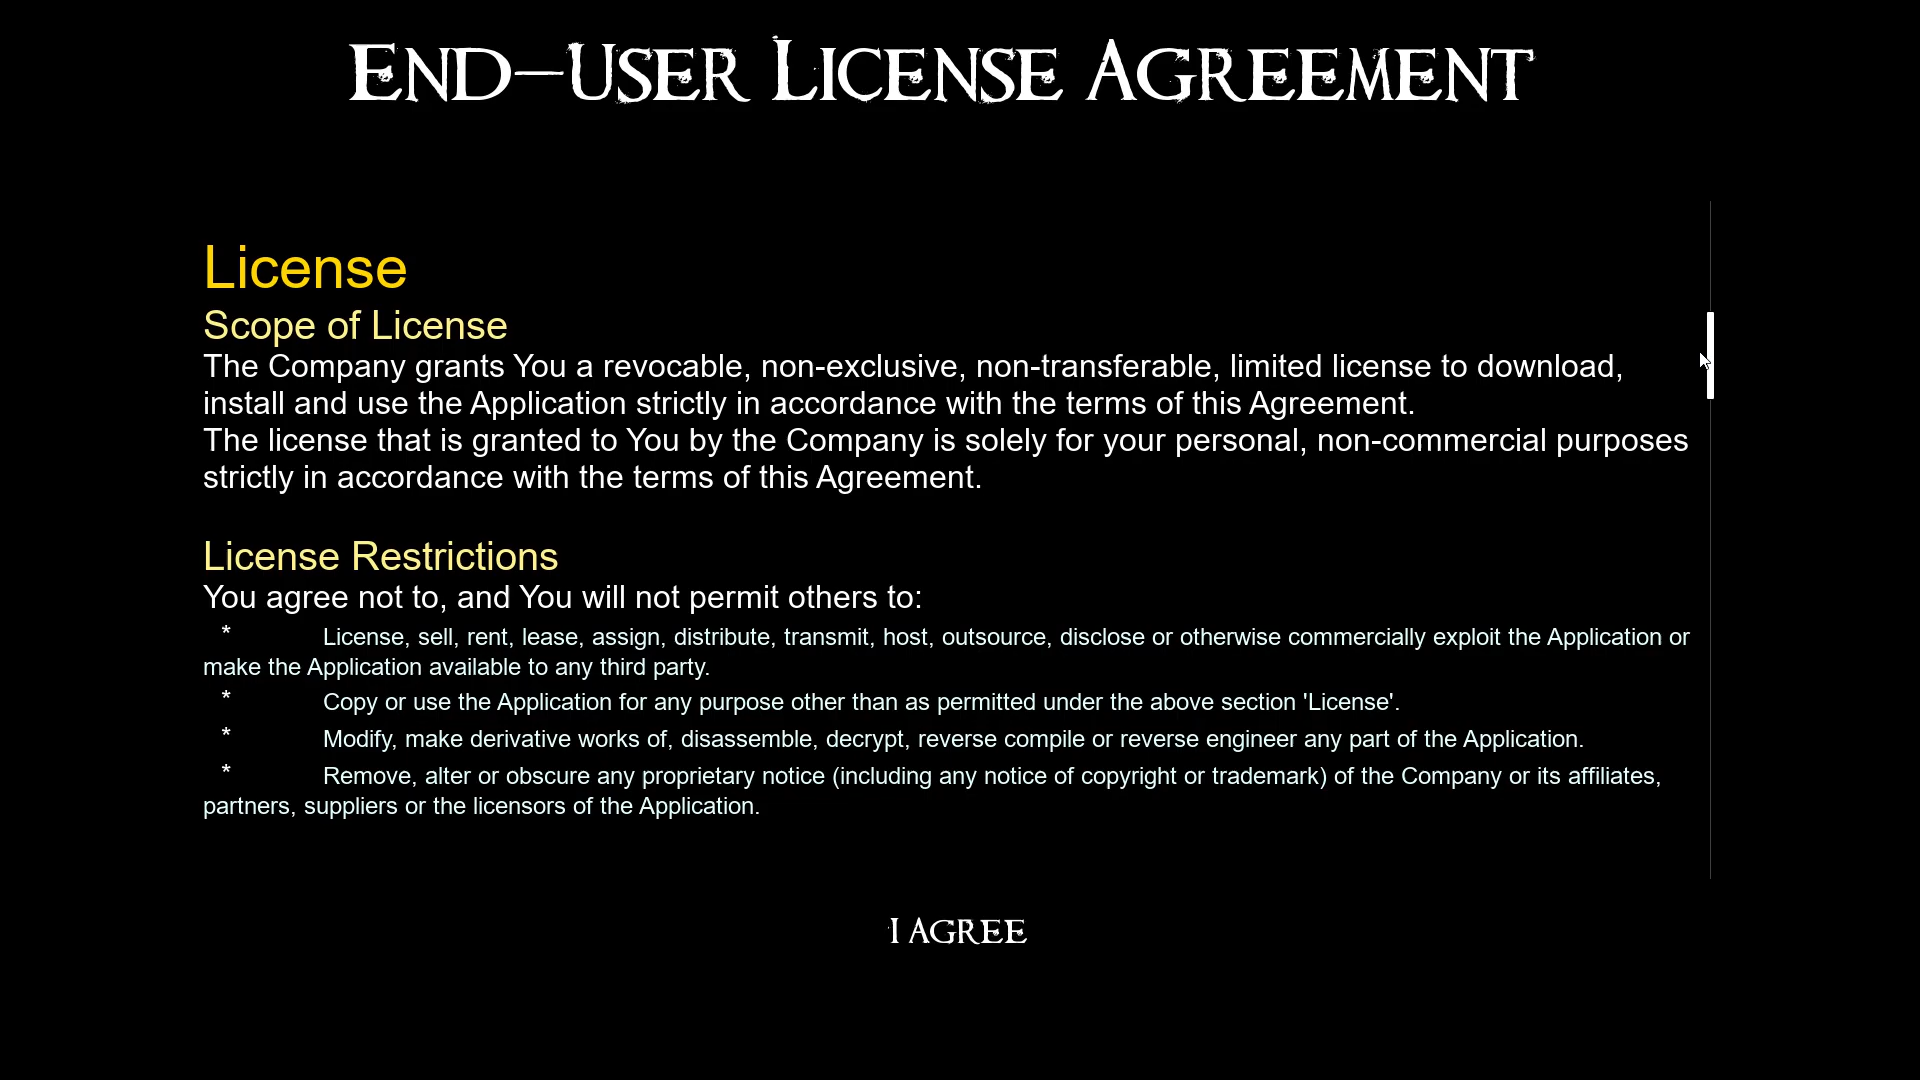 END-USER LICENSE AGREEMENT
License
Scope of License
The Company grants You a revocable, non-exclusive, non-transferable, limited license to download,
install and use the Application strictly in accordance with the terms of this Agreement.
The license that is granted to You by the Company is solely for your personal, non-commercial purposes
strictly in accordance with the terms of this Agreement.
License Restrictions
You agree not to, and You will not permit others to:
* License, sell, rent, lease, assign, distribute, transmit, host, outsource, disclose or otherwise commercially exploit the Application or
make the Application available to any third party.
* Copy or use the Application for any purpose other than as permitted under the above section 'License'.
* Modify, make derivative works of, disassemble, decrypt, reverse compile or reverse engineer any part of the Application.
* Remove, alter or obscure any proprietary notice (including any notice of copyright or trademark) of the Company or its affiliates,
partners, suppliers or the licensors of the Application.
I AGREE